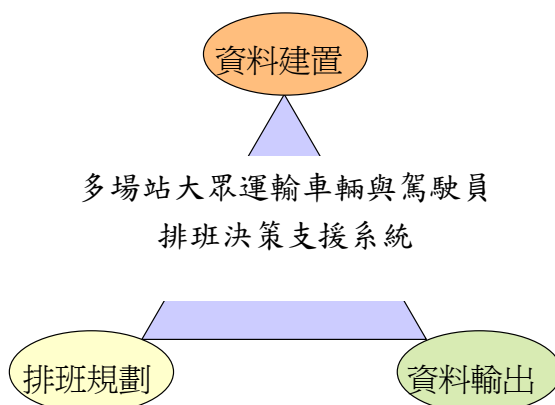 資料建置
多場站大眾運輸車輛與駕駛員
排班決策支援系統
排班規劃
資料輸出